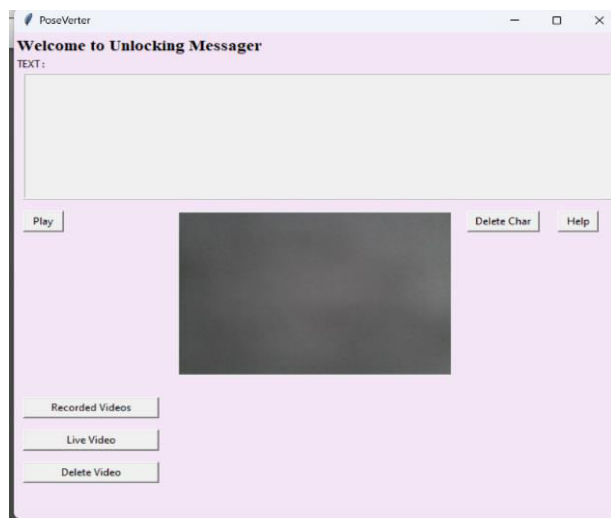 PoseVerter
Welcome to Unlocking Messager
TEXT :
Play
Delete Char
Help
Recorded Videos
Live Video
Delete Video